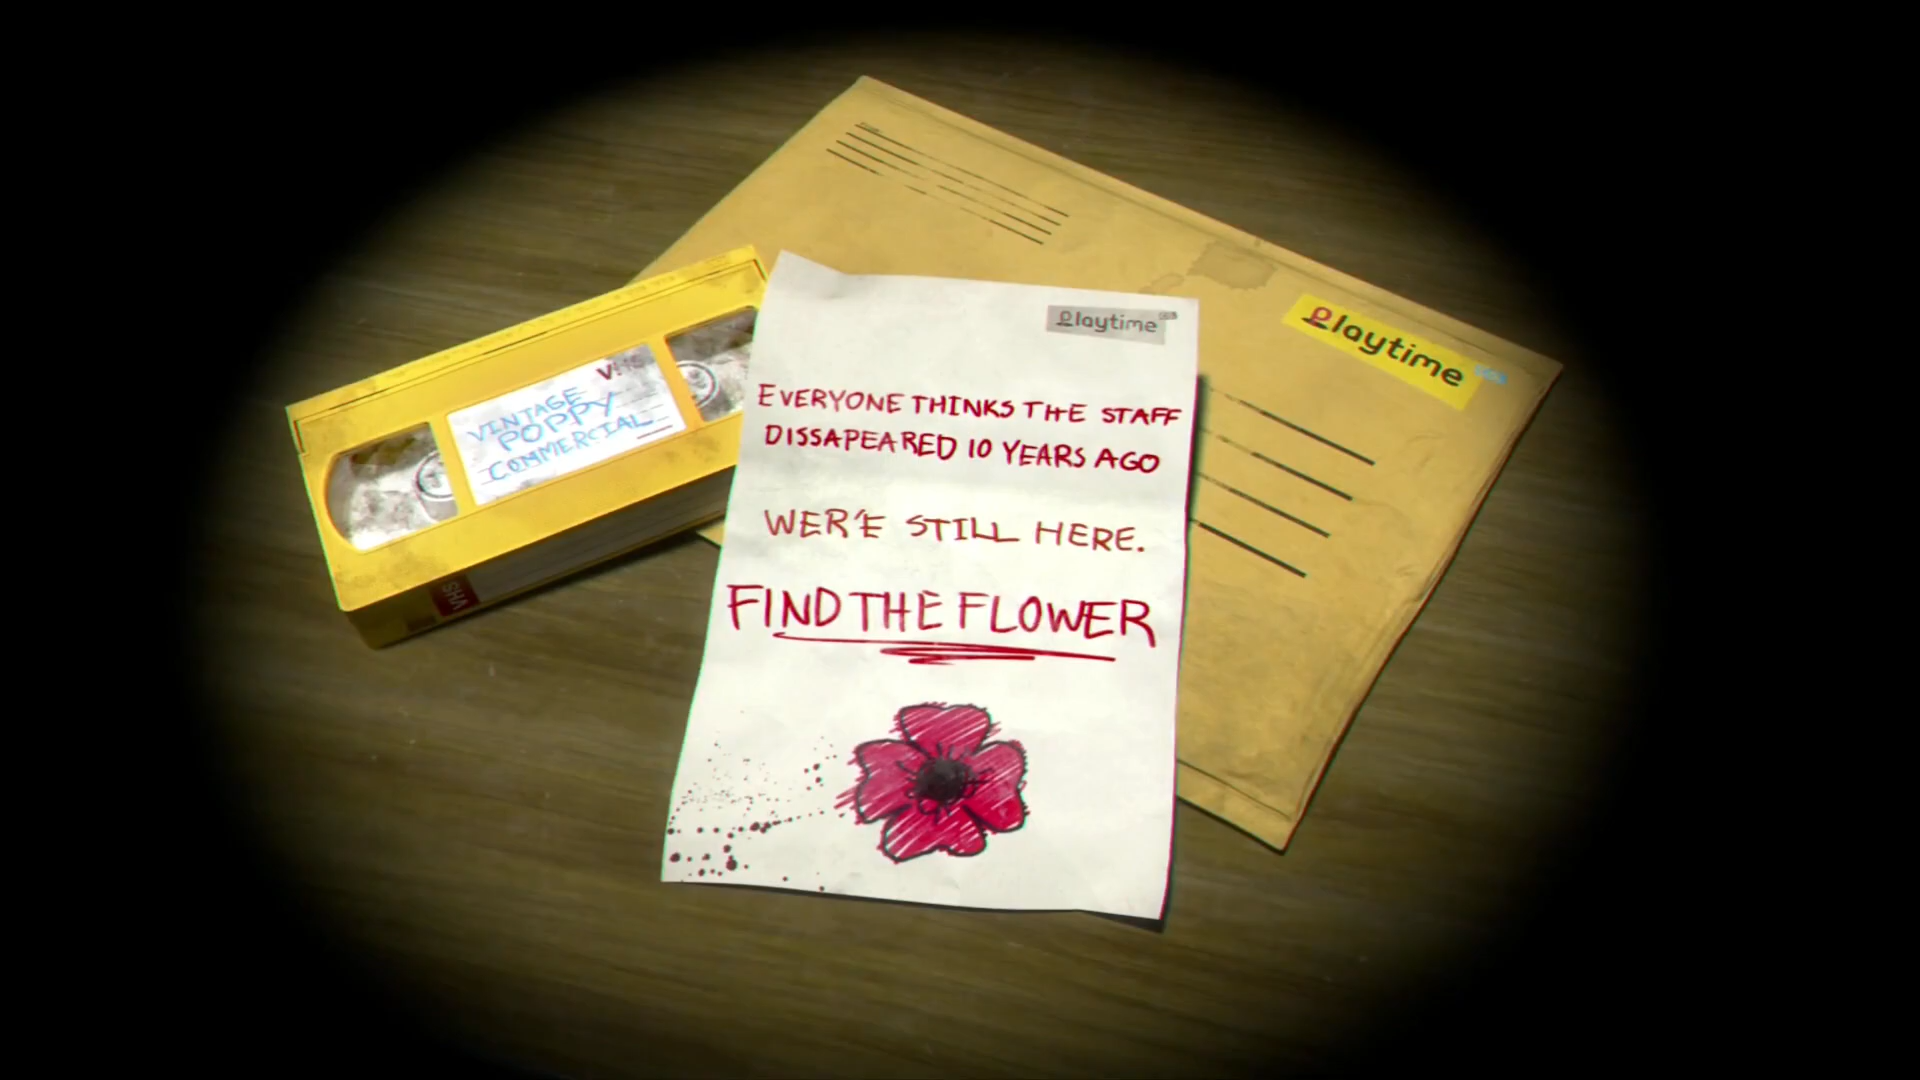 VINTAGE
POPPY
COMMERCIAL
VHS
Playtime
EVERYONE THINKS THE STAFF
DISSAPEARED 10 YEARS AGO
WER'E STILL HERE.
FIND THE FLOWER
Playtime